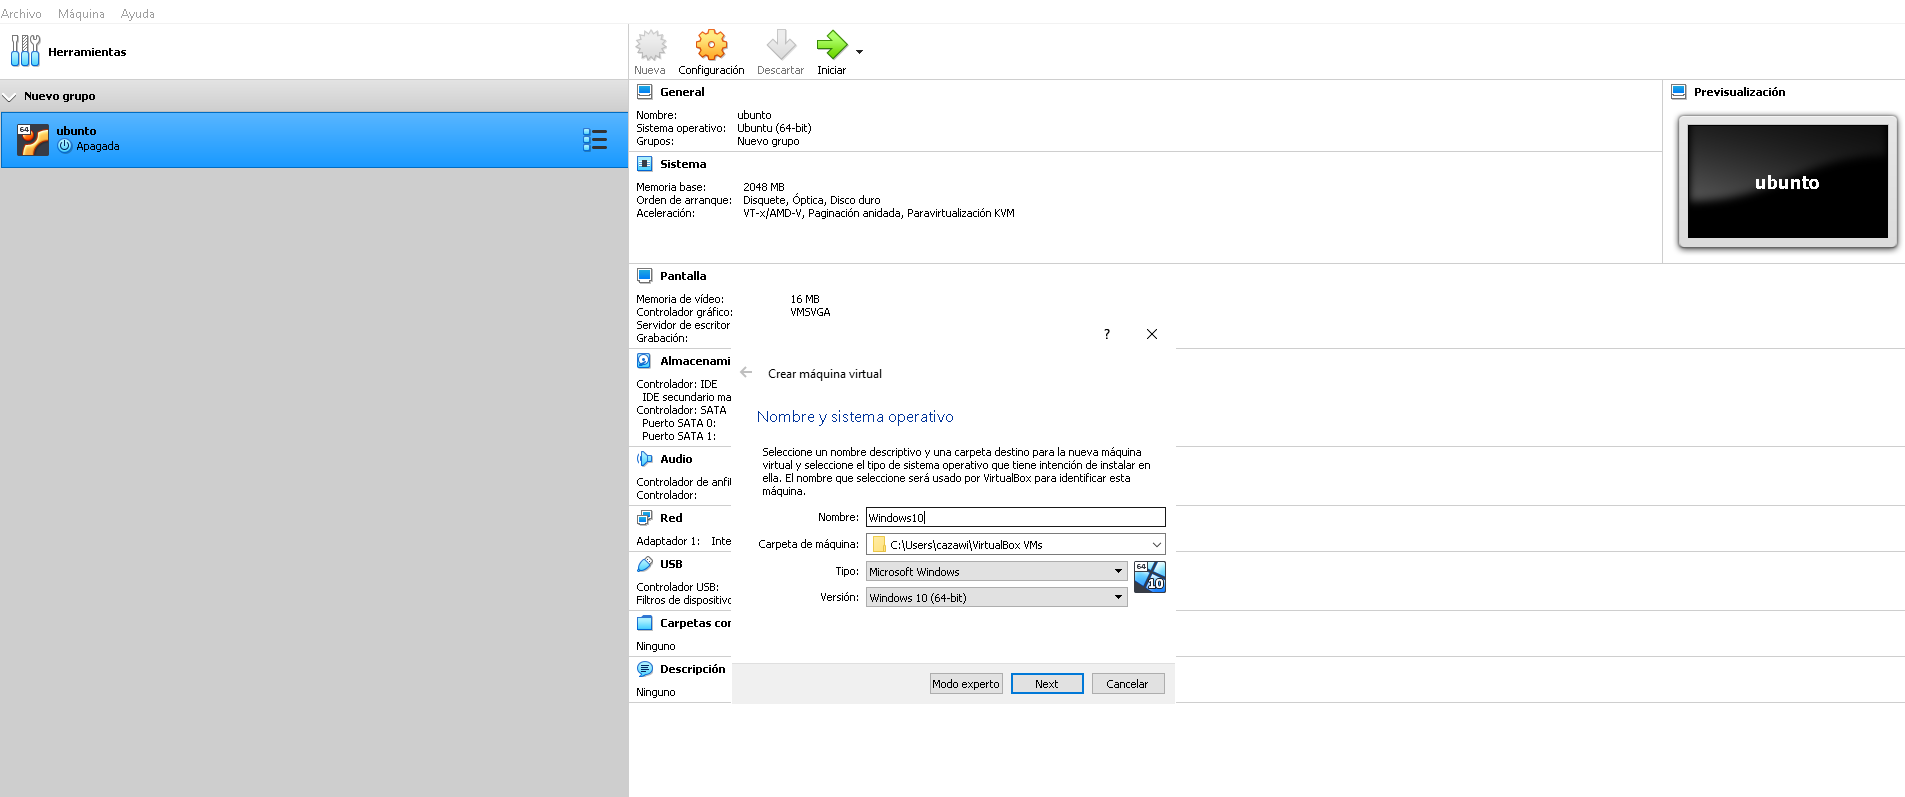 Archivo Máquina Ayuda
Herramientas
Nuevo grupo
64
ubunto
Apagada
Nueva Configuración Descartar Iniciar
General
Nombre: ubunto
Sistema operativo: Ubuntu (64-bit)
Grupos: Nuevo grupo
Sistema
Memoria base: 2048 MB
Orden de arranque: Disquete, Óptica, Disco duro
Aceleración: VT-x/AMD-V, Paginación anidada, Paravirtualización KVM
Previsualización
ubunto
Pantalla
Memoria de vídeo: 16 MB
Controlador gráfico: VMSVGA
Servidor de escritor
Grabación:
Almacenami
Controlador: IDE
IDE secundario ma
Controlador: SATA
Puerto SATA 0:
Puerto SATA 1:
Audio
Controlador de anfit
Controlador:
Red
Adaptador 1: Inte
USB
Controlador USB:
Filtros de dispositivo
Carpetas cor
Ninguno
Descripción
Ninguno
?
Crear máquina virtual
Nombre y sistema operativo
Seleccione un nombre descriptivo y una carpeta destino para la nueva máquina
virtual y seleccione el tipo de sistema operativo que tiene intención de instalar en
ella. El nombre que seleccione será usado por VirtualBox para identificar esta
máquina.
Nombre: Windows10
Carpeta de máquina: C:\Users\cazawi\VirtualBox VMs
Tipo: Microsoft Windows
64
10
Versión: Windows 10 (64-bit)
Modo experto Next Cancelar